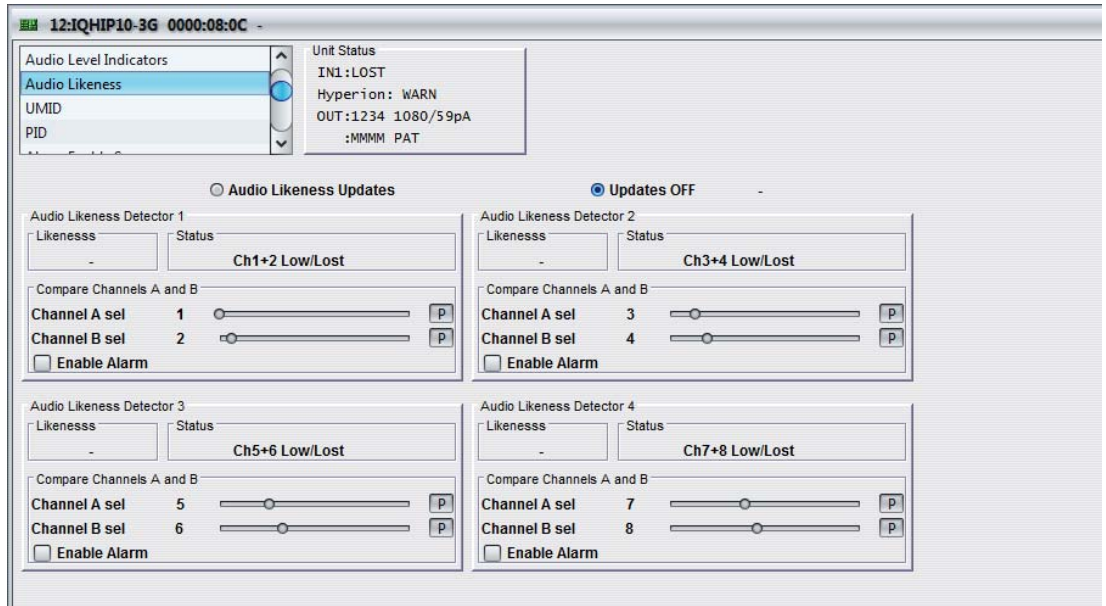 12:IQHIP10-3G 0000:08:0C -
Audio Level Indicators
Audio Likeness
UMID
PID
Unit Status
IN1:LOST
Hyperion: WARN
OUT:1234 1080/59pA
:MMMM PAT
Audio Likeness Updates
Updates OFF -
Audio Likeness Detector 1
Likenesss
Status
-
Ch1+2 Low/Lost
Compare Channels A and B
Channel A sel 1 P
Channel B sel 2 P
Enable Alarm
Audio Likeness Detector 2
Likenesss
Status
-
Ch3+4 Low/Lost
Compare Channels A and B
Channel A sel 3 P
Channel B sel 4 P
Enable Alarm
Audio Likeness Detector 3
Likenesss
Status
-
Ch5+6 Low/Lost
Compare Channels A and B
Channel A sel 5 P
Channel B sel 6 P
Enable Alarm
Audio Likeness Detector 4
Likenesss
Status
-
Ch7+8 Low/Lost
Compare Channels A and B
Channel A sel 7 P
Channel B sel 8 P
Enable Alarm